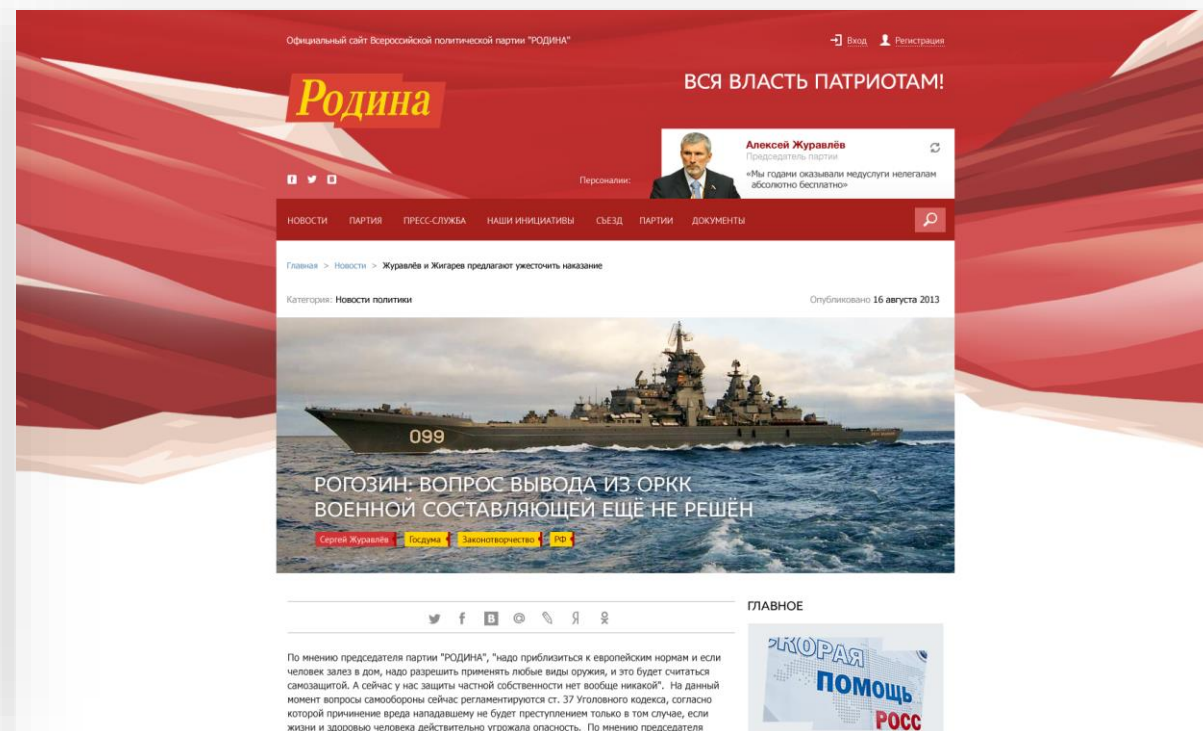 Официальный сайт Всероссийской политической партии "РОДИНА"
Вход Регистрация
Родина
ВСЯ ВЛАСТЬ ПАТРИОТАМ!
Персоналии:
Алексей Журавлёв
Председатель партии
«Мы годами оказывали медуслуги нелегалам
абсолютно бесплатно»
НОВОСТИ ПАРТИЯ ПРЕСС-СЛУЖБА НАШИ ИНИЦИАТИВЫ СЪЕЗД ПАРТИИ ДОКУМЕНТЫ
Главная > Новости > Журавлёв и Жигарев предлагают ужесточить наказание
Категория: Новости политики
Опубликовано 16 августа 2013
099
РОГОЗИН: ВОПРОС ВЫВОДА ИЗ ОРКК
ВОЕННОЙ СОСТАВЛЯЮЩЕЙ ЕЩЁ НЕ РЕШЁН
Сергей Журавлёв Госдума Законотворчество РФ
По мнению председателя партии "РОДИНА", "надо приблизиться к европейским нормам и если
человек залез в дом, надо разрешить применять любые виды оружия, и это будет считаться
самозащитой. А сейчас у нас защиты частной собственности нет вообще никакой". На данный
момент вопросы самообороны сейчас регламентируются ст. 37 Уголовного кодекса, согласно
которой причинение вреда нападавшему не будет преступлением только в том случае, если
жизни и здоровью человека действительно угрожала опасность. По мнению председателя
ГЛАВНОЕ
СКОРАЯ
ПОМОЩЬ
РОСС